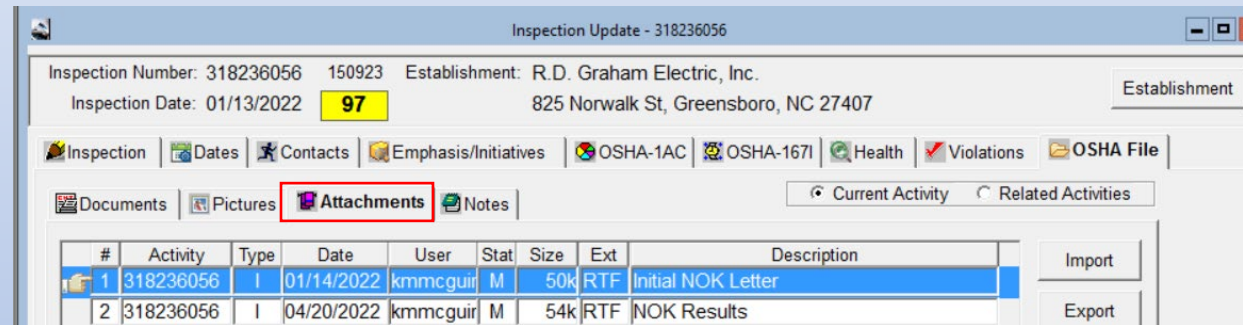 Inspection Update - 318236056
Inspection Number: 318236056 150923 Establishment: R.D. Graham Electric, Inc.
Establishment
Inspection Date: 01/13/2022 97 825 Norwalk St, Greensboro, NC 27407
Inspection Dates Contacts Emphasis/Initiatives OSHA-1AC OSHA-167I Health Violations OSHA File
Documents Pictures Attachments Notes Current Activity Related Activities
# Activity Type Date User Stat Size Ext Description
Import
1 318236056 I 01/14/2022 kmmcguir M 50k RTF Initial NOK Letter
2 318236056 I 04/20/2022 kmmcguir M 54k RTF NOK Results
Export